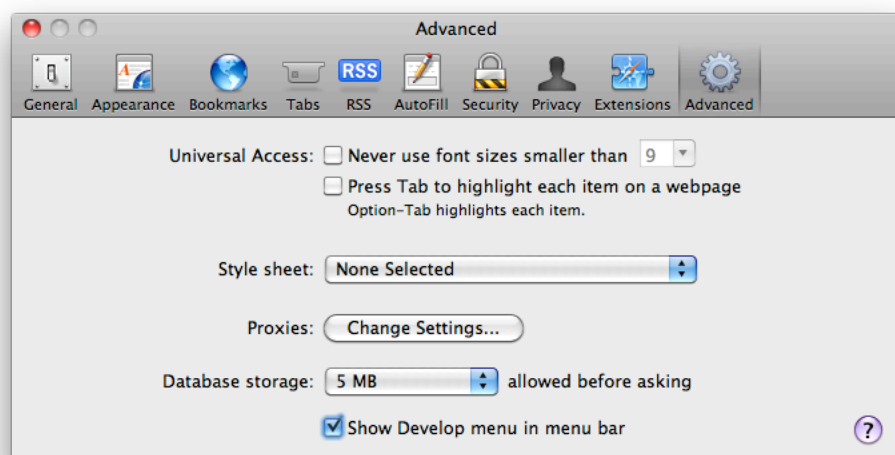 Advanced
RSS
General Appearance Bookmarks Tabs RSS AutoFill Security Privacy Extensions Advanced
Universal Access: Never use font sizes smaller than 9
Press Tab to highlight each item on a webpage
Option-Tab highlights each item.
Style sheet: None Selected
Proxies: Change Settings...
Database storage: 5 MB allowed before asking
Show Develop menu in menu bar ?